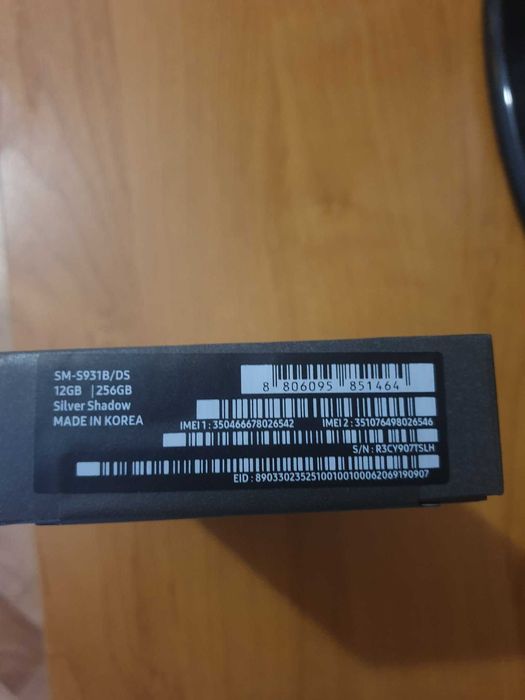 SM-S931B/DS
12GB | 256GB
Silver Shadow
MADE IN KOREA
8 806095 851464
IMEI 1 : 350466678026542 IMEI 2 : 351076498026546
S/N : R3CY907TSLH
EID : 89033023525100100100062069190907